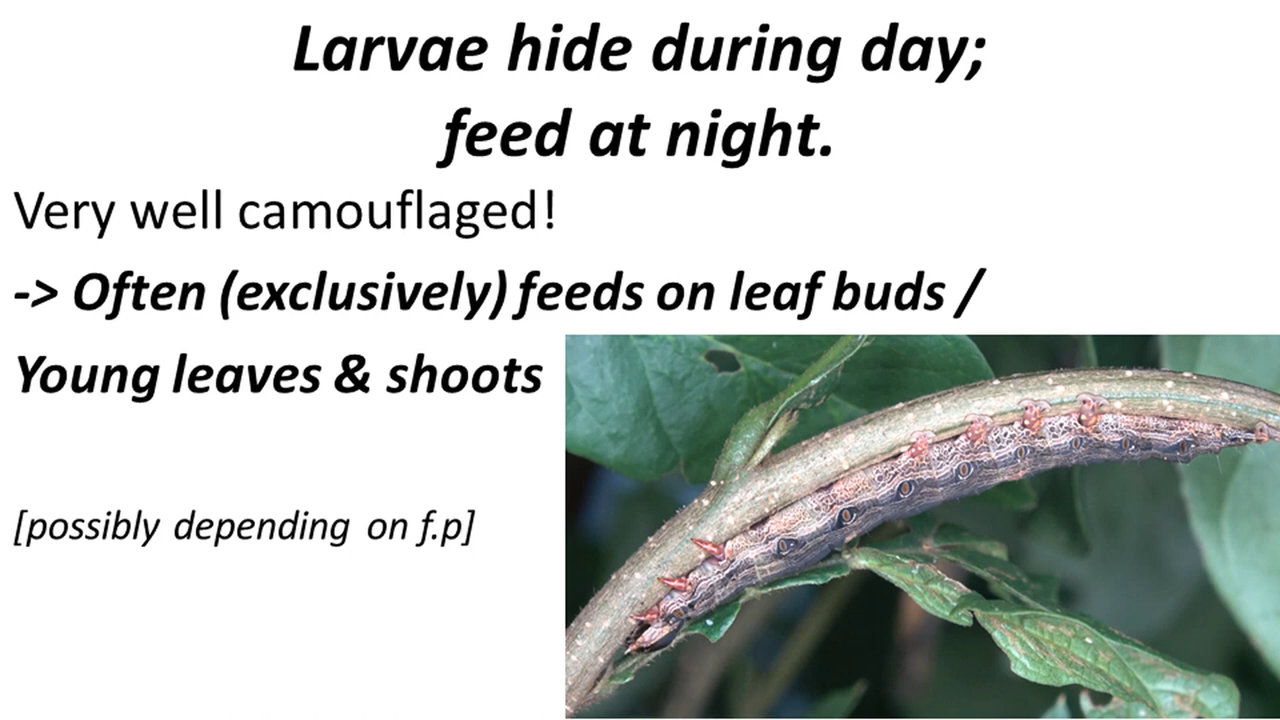 Larvae hide during day;
feed at night.
Very well camouflaged!
-> Often (exclusively) feeds on leaf buds /
Young leaves & shoots
[possibly depending on f.p]